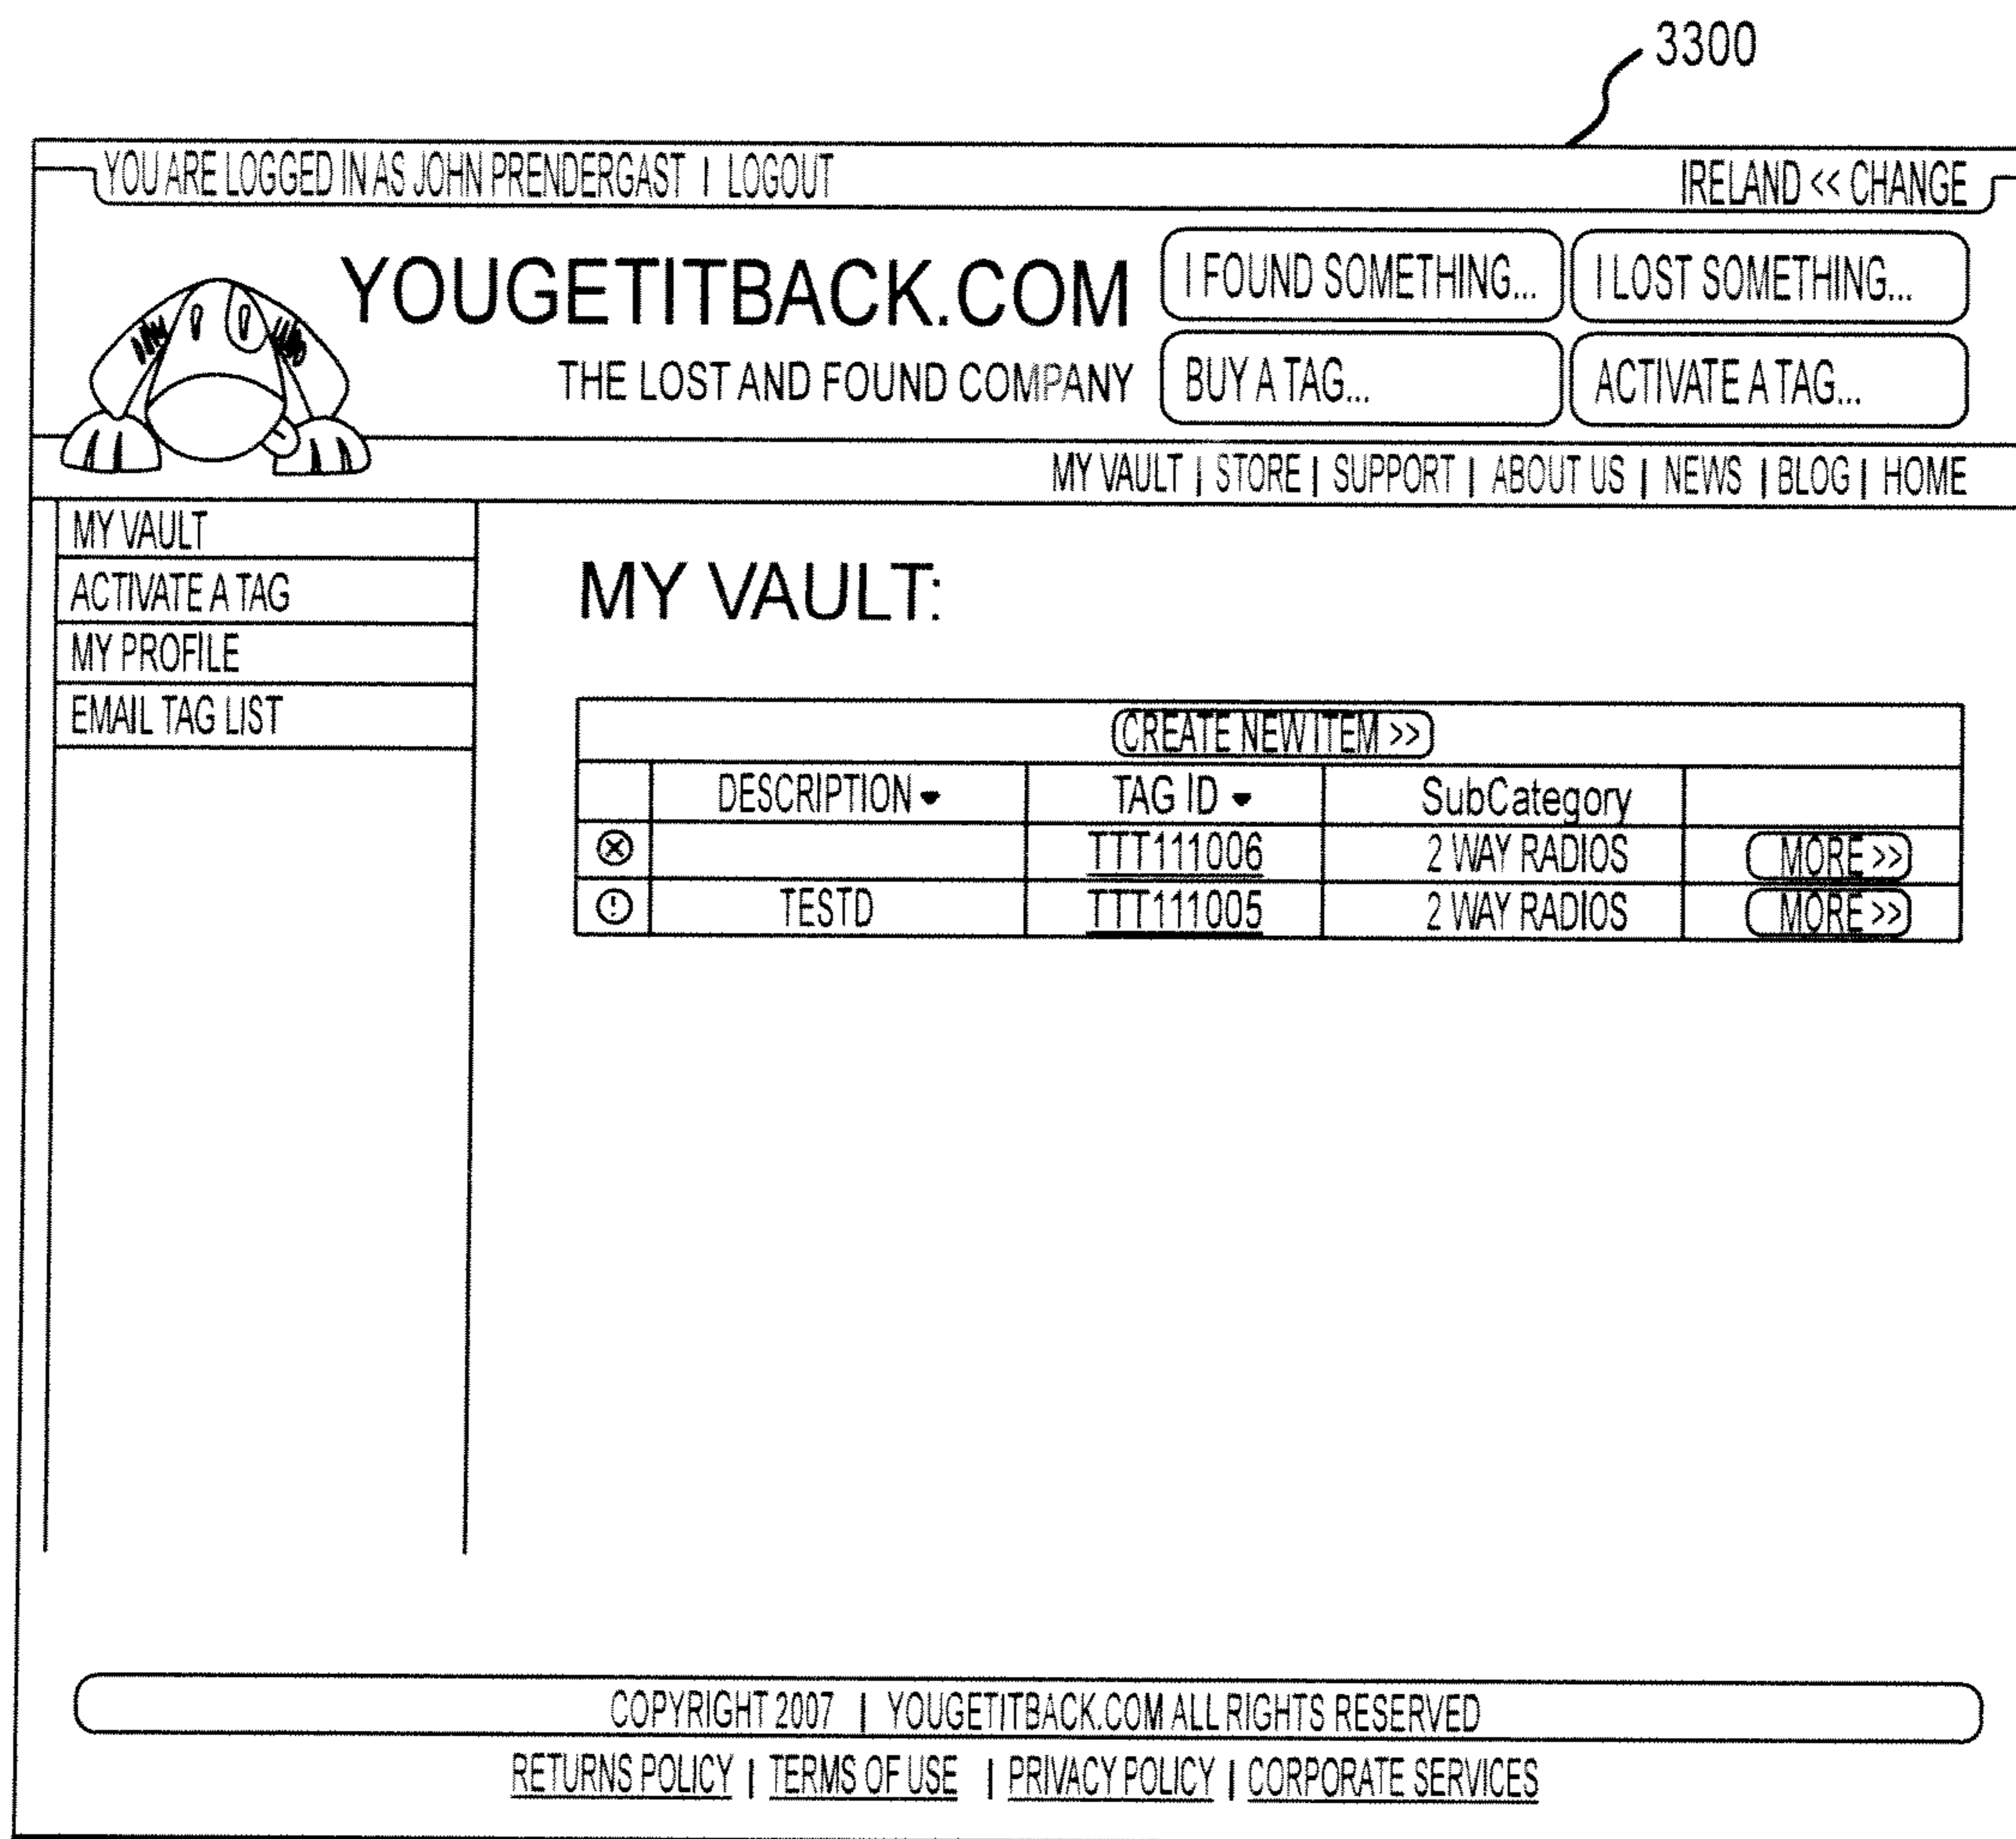 3300
YOU ARE LOGGED IN AS JOHN PRENDERGAST | LOGOUT
IRELAND << CHANGE
YOUGETITBACK.COM
THE LOST AND FOUND COMPANY
I FOUND SOMETHING...
I LOST SOMETHING...
BUY A TAG...
ACTIVATE A TAG...
MY VAULT | STORE | SUPPORT | ABOUT US | NEWS | BLOG | HOME
MY VAULT
ACTIVATE A TAG
MY PROFILE
EMAIL TAG LIST
MY VAULT:
CREATE NEW ITEM >>
DESCRIPTION TAG ID SubCategory
TTT111006 2 WAY RADIOS MORE >>
TESTD TTT111005 2 WAY RADIOS MORE >>
COPYRIGHT 2007 | YOUGETITBACK.COM ALL RIGHTS RESERVED
RETURNS POLICY | TERMS OF USE | PRIVACY POLICY | CORPORATE SERVICES